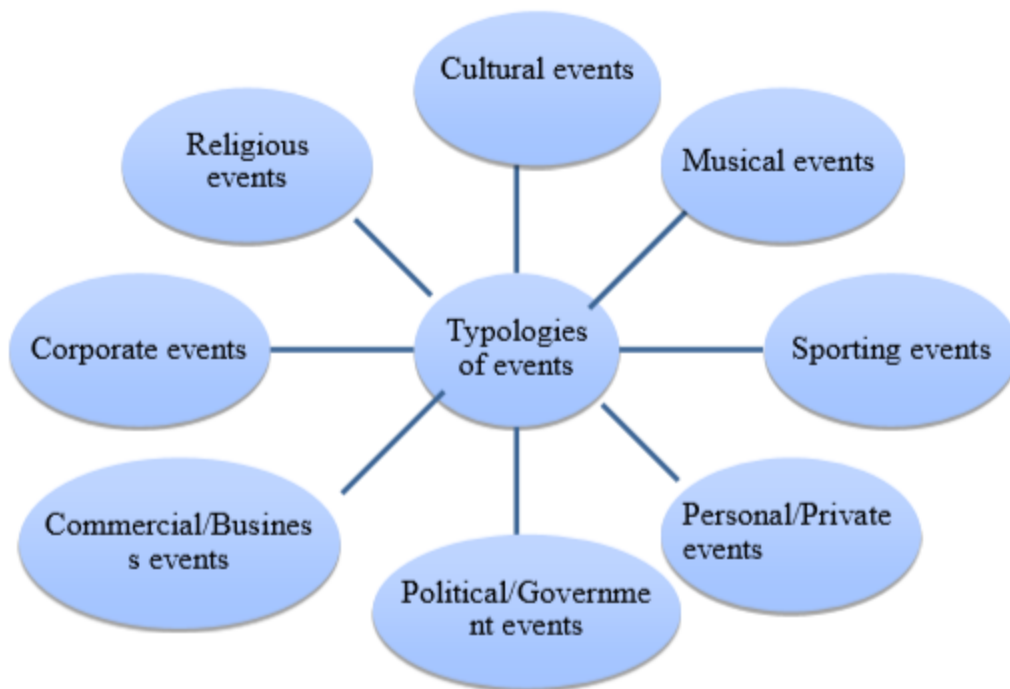 Cultural events
Religious
events
Musical events
Corporate events
Typologies
of events
Sporting events
Commercial/Busines
s events
Personal/Private
events
Political/Governme
nt events